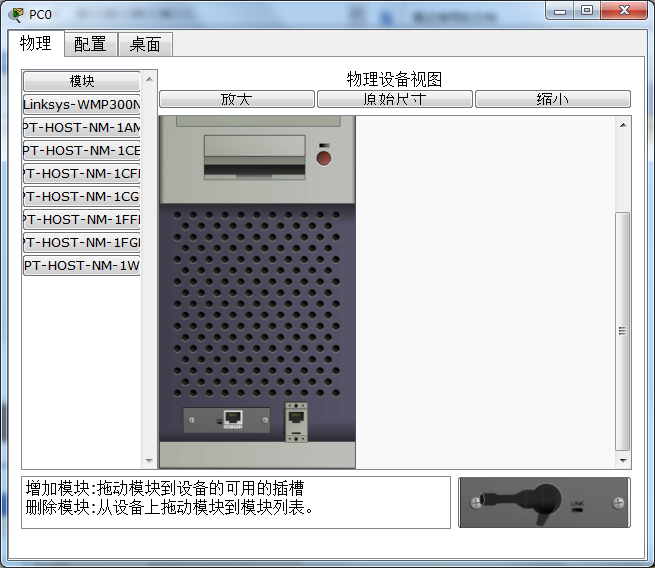 PC0
物理 配置 桌面
模块
物理设备视图
放大 原始尺寸 缩小
Linksys-WMP300N
PT-HOST-NM-1AM
PT-HOST-NM-1CE
PT-HOST-NM-1CF
PT-HOST-NM-1CG
PT-HOST-NM-1FF
PT-HOST-NM-1FG
PT-HOST-NM-1W
增加模块:拖动模块到设备的可用的插槽
删除模块:从设备上拖动模块到模块列表。
LINK